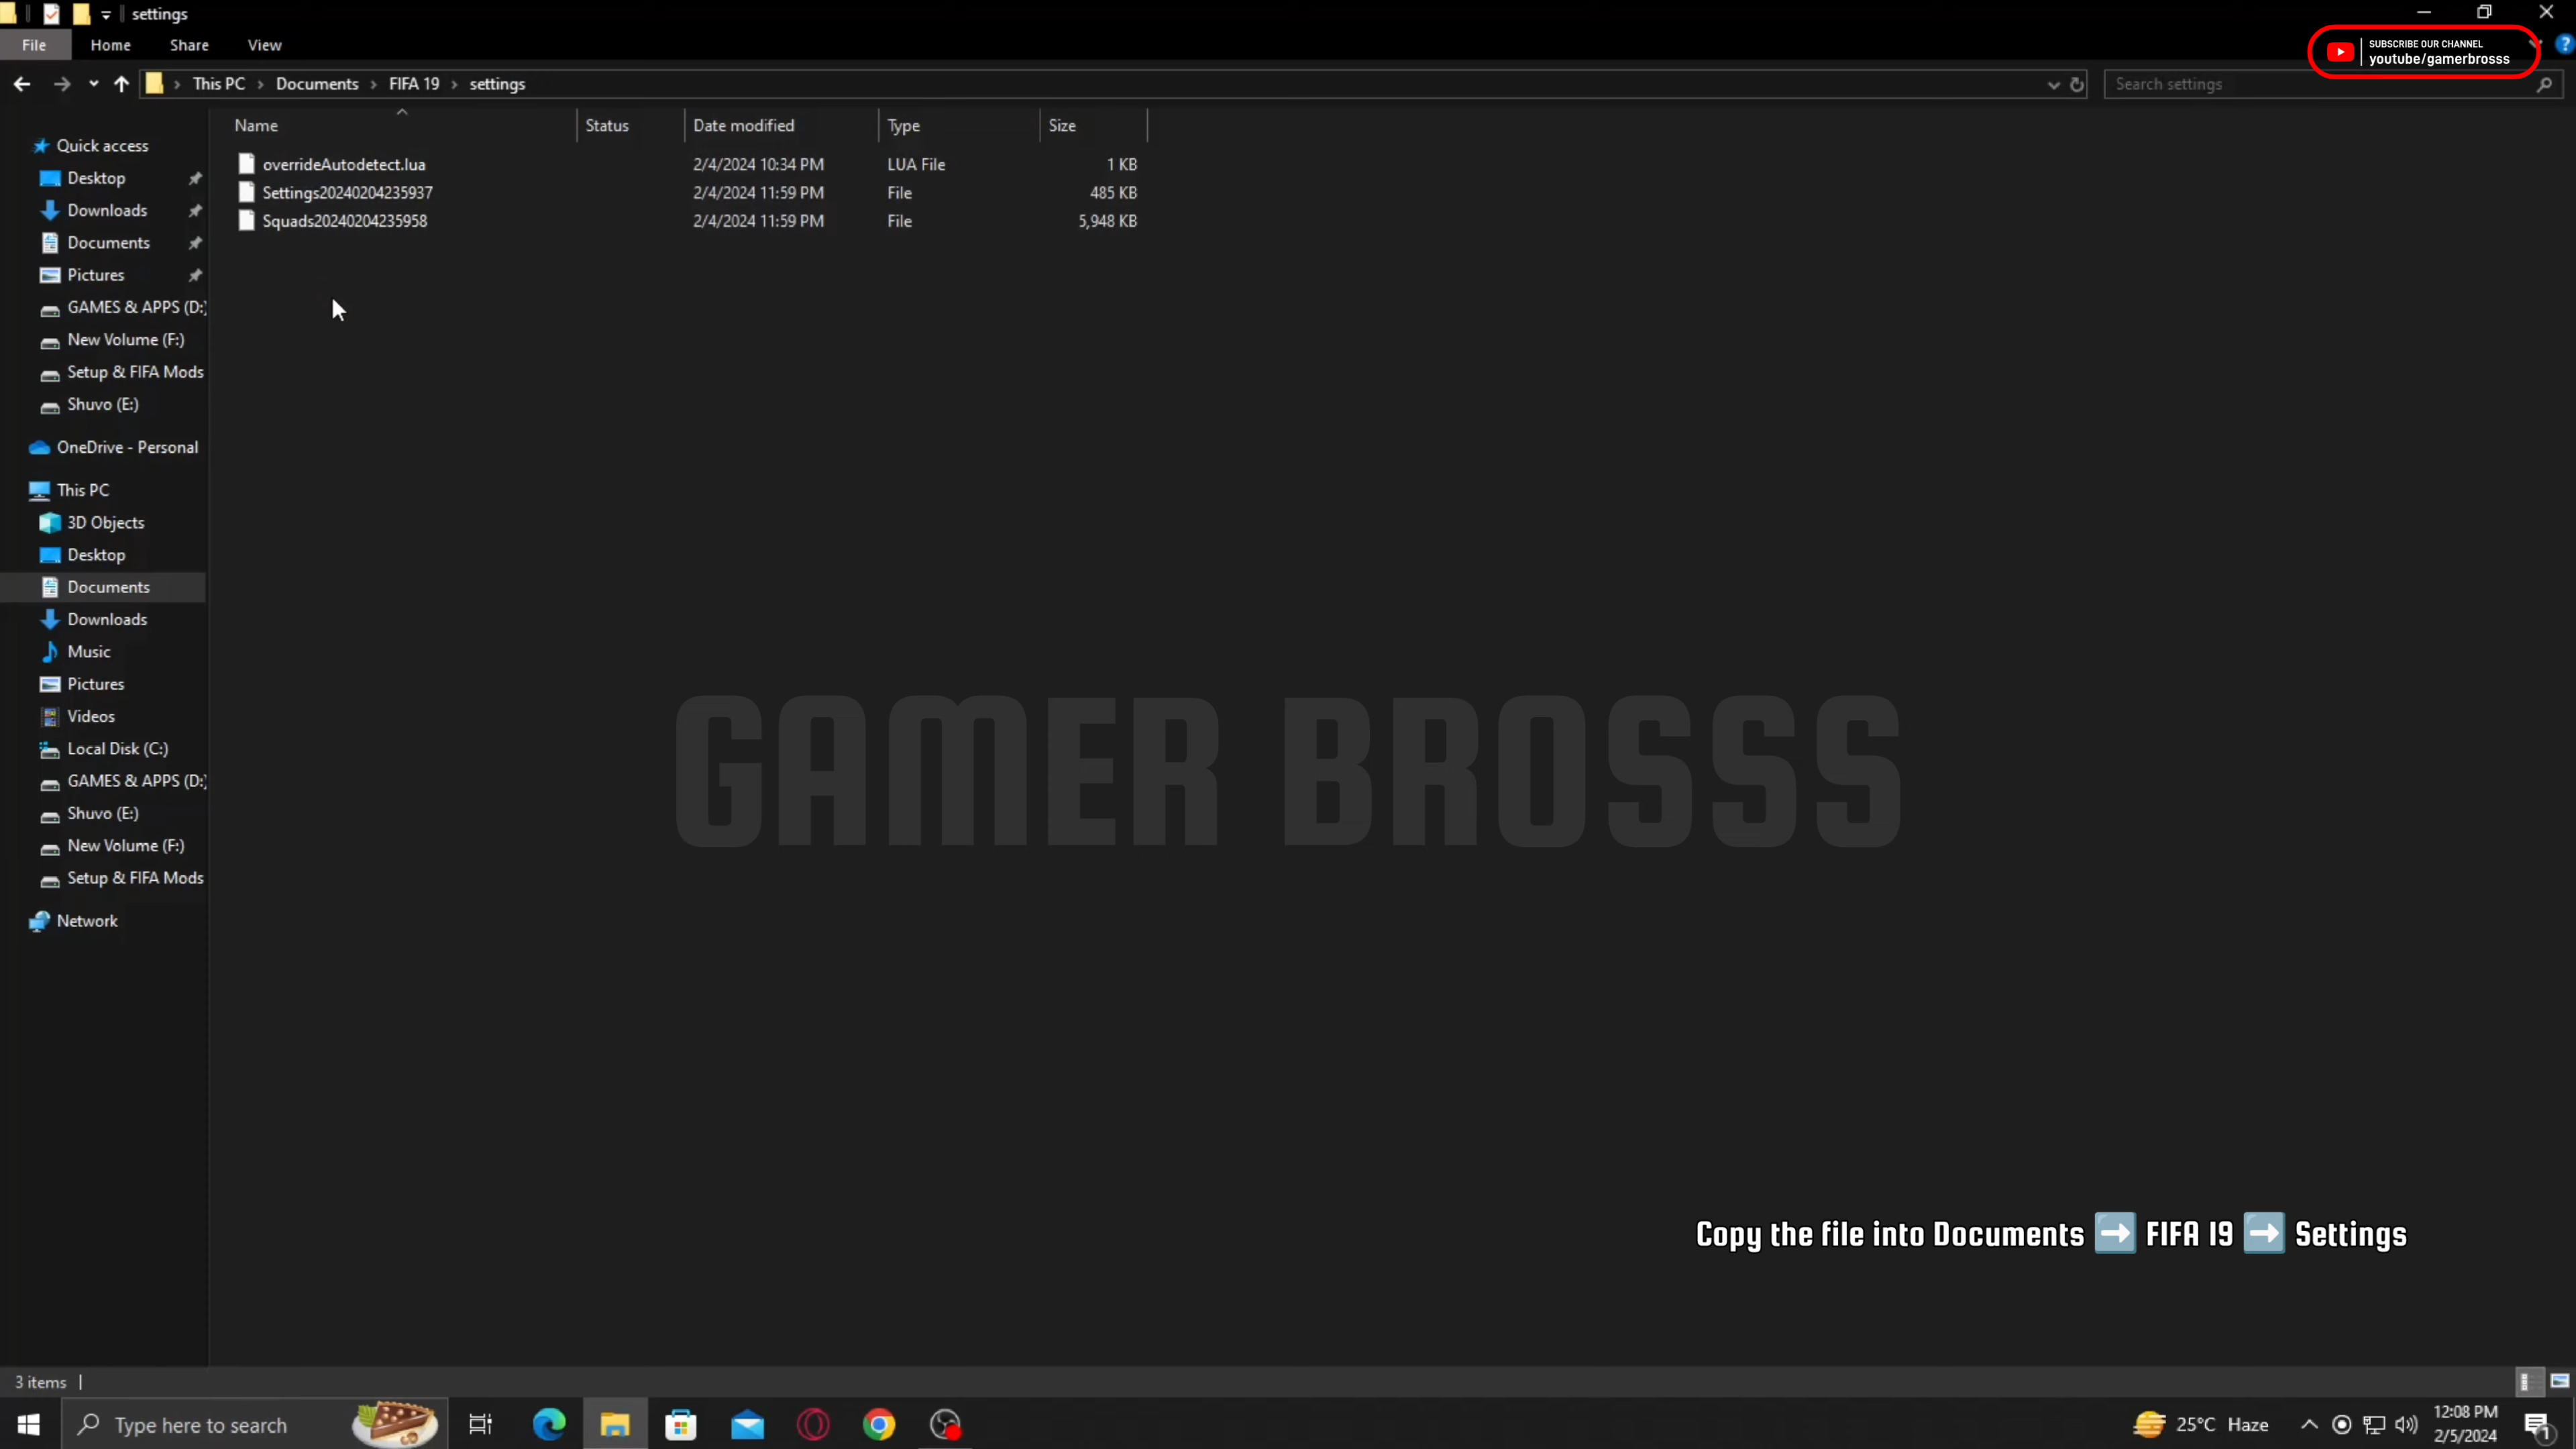 settings
File Home Share View
SUBSCRIBE OUR CHANNEL
youtube/gamerbrosss
This PC > Documents > FIFA 19 > settings
Search settings
Name Status Date modified Type Size
overrideAutodetect.lua 2/4/2024 10:34 PM LUA File 1 KB
Settings20240204235937 2/4/2024 11:59 PM File 485 KB
Squads20240204235958 2/4/2024 11:59 PM File 5,948 KB
Quick access
Desktop
Downloads
Documents
Pictures
GAMES & APPS (D:)
New Volume (F:)
Setup & FIFA Mods
Shuvo (E:)
OneDrive - Personal
This PC
3D Objects
Desktop
Documents
Downloads
Music
Pictures
Videos
Local Disk (C:)
GAMES & APPS (D:)
Shuvo (E:)
New Volume (F:)
Setup & FIFA Mods
Network
GAMER BROSSS
Copy the file into Documents ➡️ FIFA 19 ➡️ Settings
3 items
Type here to search
25°C Haze
12:08 PM
2/5/2024
1